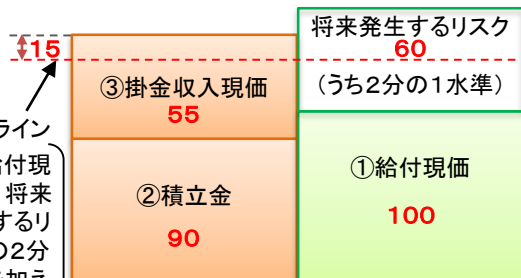 15
③掛金収入現価
55
②積立金
90
将来発生するリスク
60
(うち2分の1水準)
①給付現価
100
ライン
給付現
将来
するリ
の2分